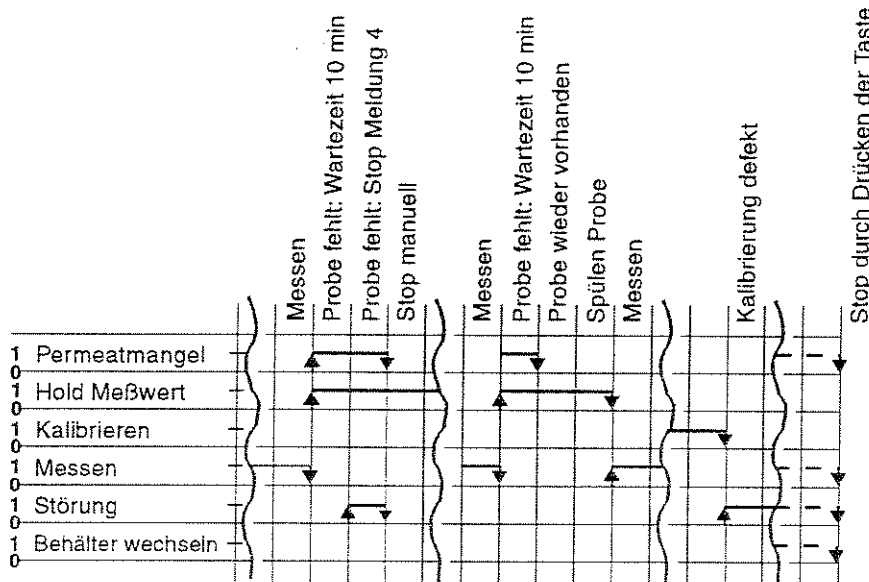 Messen
Probe fehlt: Wartezeit 10 min
Probe fehlt: Stop Meldung 4
Stop manuell
Messen
Probe fehlt: Wartezeit 10 min
Probe wieder vorhanden
Spülen Probe
Messen
Kalibrierung defekt
Stop durch Drücken der Taste
1 Permeatmangel
0
1 Hold Meßwert
0
1 Kalibrieren
0
1 Messen
0
1 Störung
0
1 Behälter wechseln
0